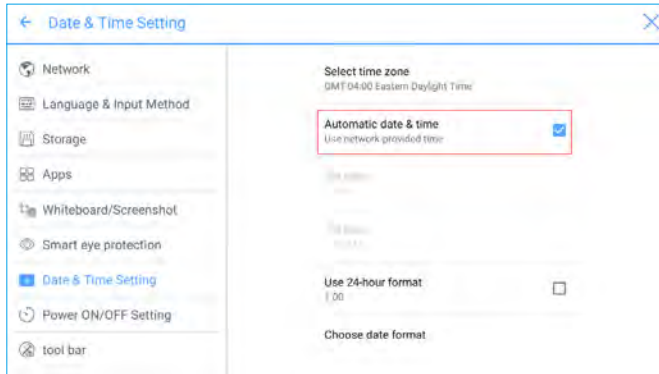 Date & Time Setting
Network
Language & Input Method
Storage
Apps
Whiteboard/Screenshot
Smart eye protection
Date & Time Setting
Power ON/OFF Setting
tool bar
Select time zone
GMT-04:00 Eastern Daylight Time
Automatic date & time
Use network provided time
Use 24-hour format
1:00
Choose date format